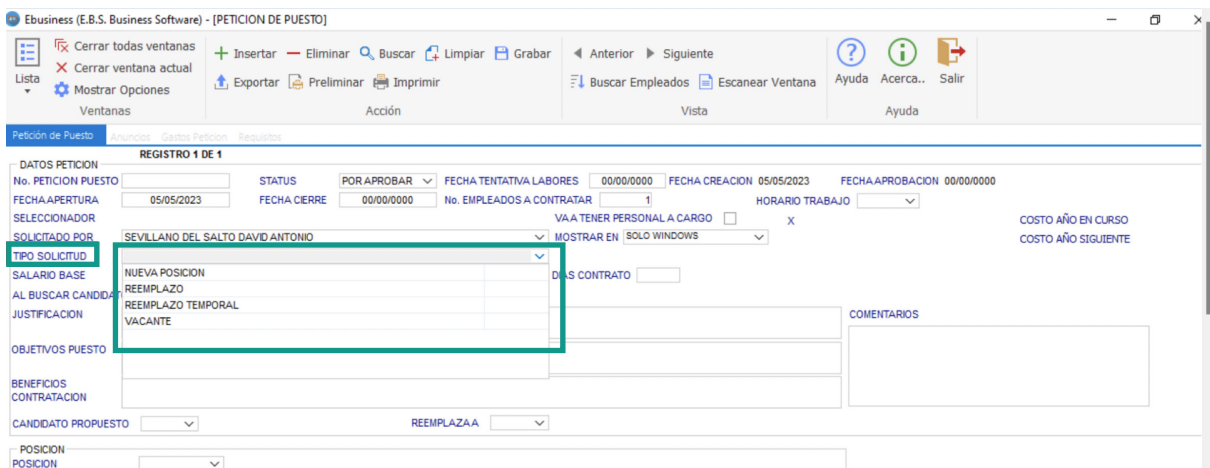 Ebusiness (E.B.S. Business Software) - [PETICION DE PUESTO]
Cerrar todas ventanas
Cerrar ventana actual
Mostrar Opciones
Lista
Ventanas
Insertar Eliminar Buscar Limpiar Grabar
Exportar Preliminar Imprimir
Acción
Anterior Siguiente
Buscar Empleados Escanear Ventana
Vista
Ayuda Acerca.. Salir
Ayuda
Petición de Puesto Anuncios Gastos Peticion Requisitos
REGISTRO 1 DE 1
DATOS PETICION
No. PETICION PUESTO STATUS POR APROBAR FECHA TENTATIVA LABORES 00/00/0000 FECHA CREACION 05/05/2023 FECHA APROBACION 00/00/0000
FECHA APERTURA 05/05/2023 FECHA CIERRE 00/00/0000 No. EMPLEADOS A CONTRATAR 1 HORARIO TRABAJO
SELECCIONADOR VA A TENER PERSONAL A CARGO X COSTO AÑO EN CURSO
SOLICITADO POR SEVILLANO DEL SALTO DAVID ANTONIO MOSTRAR EN SOLO WINDOWS COSTO AÑO SIGUIENTE
TIPO SOLICITUD
NUEVA POSICION
REEMPLAZO
REEMPLAZO TEMPORAL
VACANTE
SALARIO BASE DIAS CONTRATO
AL BUSCAR CANDIDAT
JUSTIFICACION COMENTARIOS
OBJETIVOS PUESTO
BENEFICIOS
CONTRATACION
CANDIDATO PROPUESTO REEMPLAZA A
POSICION
POSICION